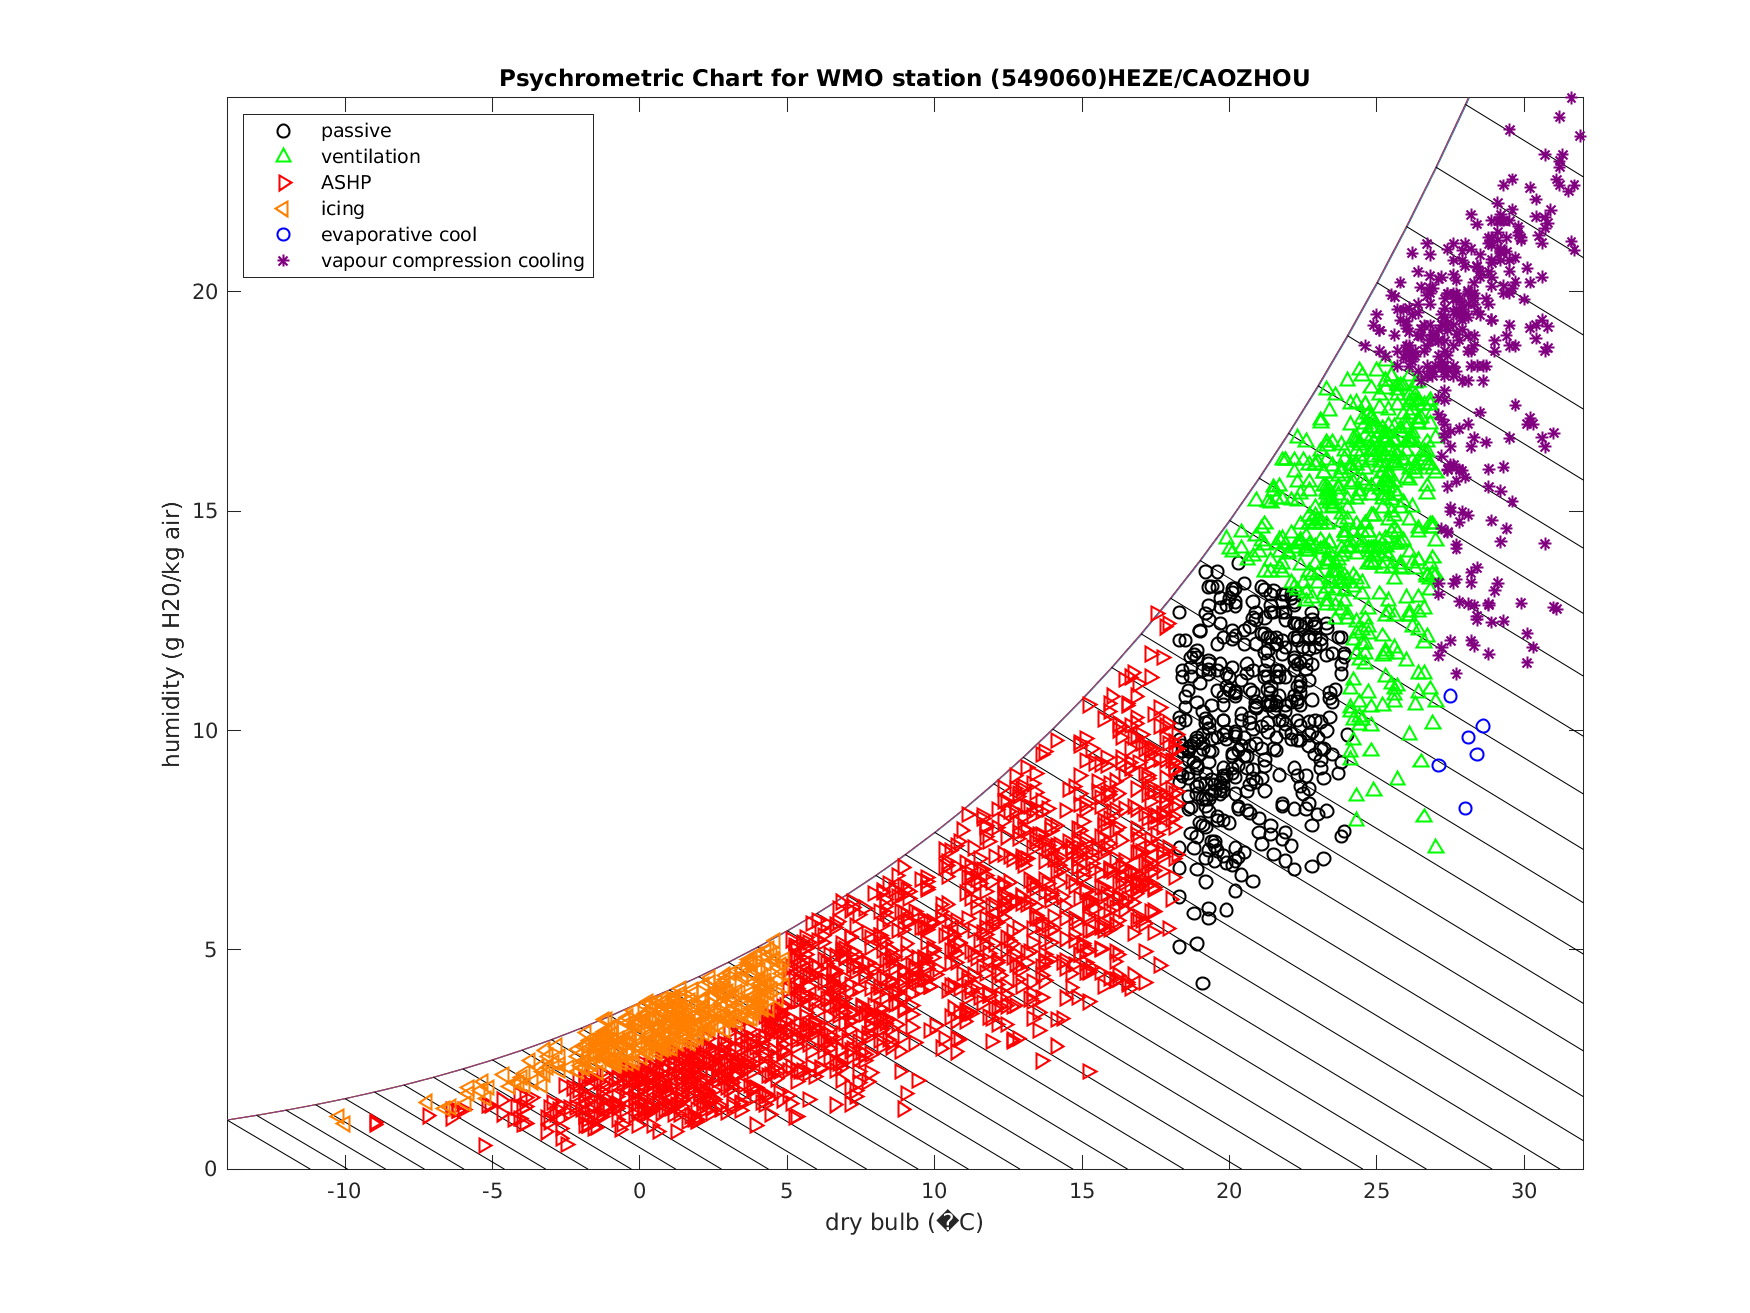 Psychrometric Chart for WMO station (549060)HEZE/CAOZHOU
passive
ventilation
ASHP
icing
evaporative cool
vapour compression cooling
humidity (g H20/kg air)
20
15
10
5
0
-10 -5 0 5 10 15 20 25 30
dry bulb (�C)